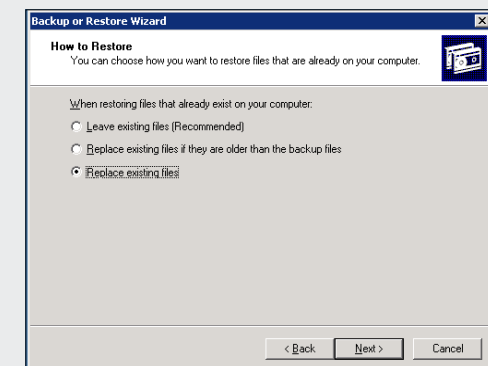 Backup or Restore Wizard
How to Restore
You can choose how you want to restore files that are already on your computer.
When restoring files that already exist on your computer:
Leave existing files (Recommended)
Replace existing files if they are older than the backup files
Replace existing files
< Back Next > Cancel